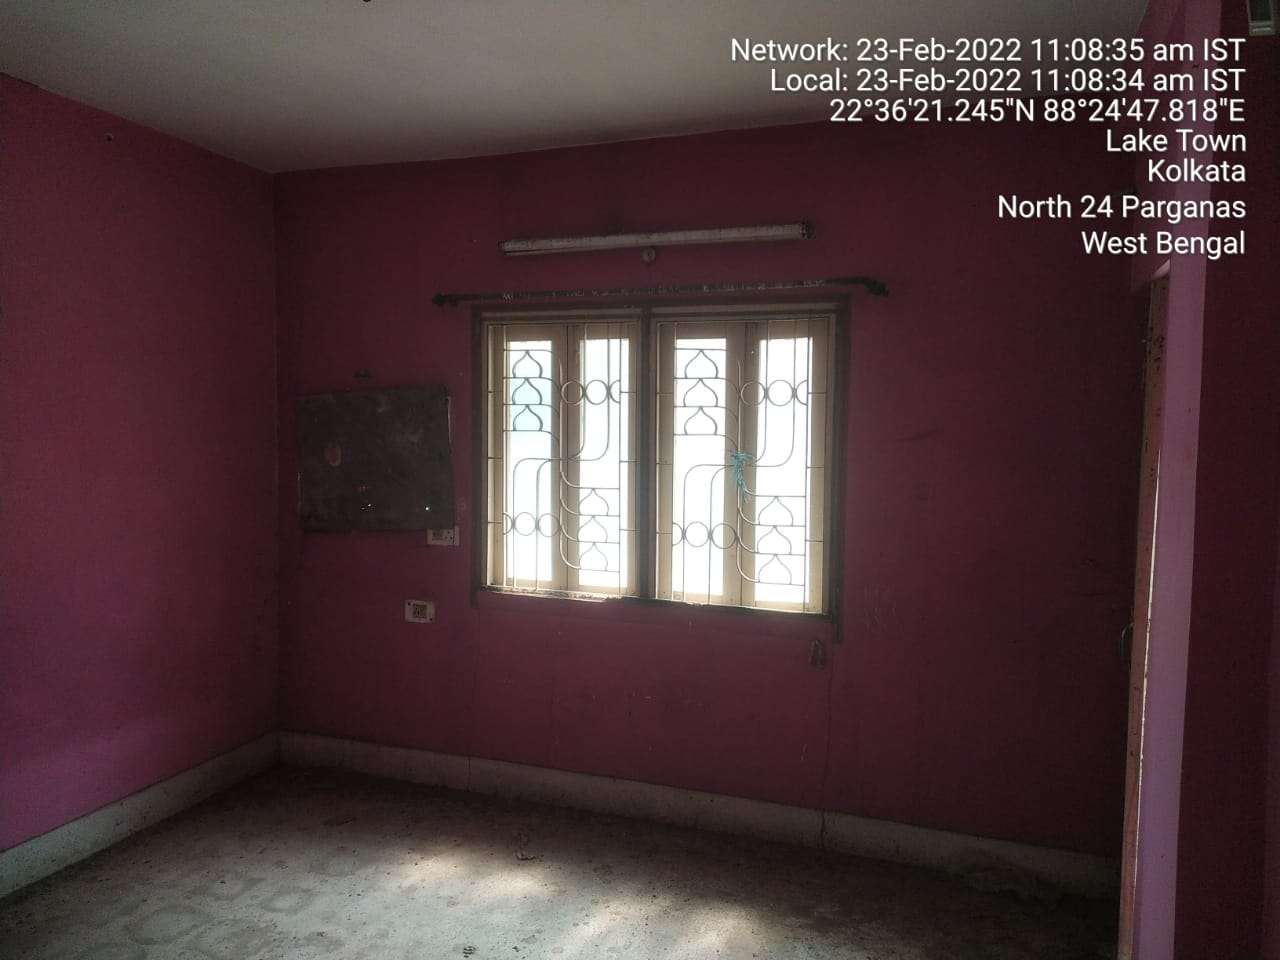 Network: 23-Feb-2022 11:08:35 am IST
Local: 23-Feb-2022 11:08:34 am IST
22°36'21.245"N 88°24'47.818"E
Lake Town
Kolkata
North 24 Parganas
West Bengal